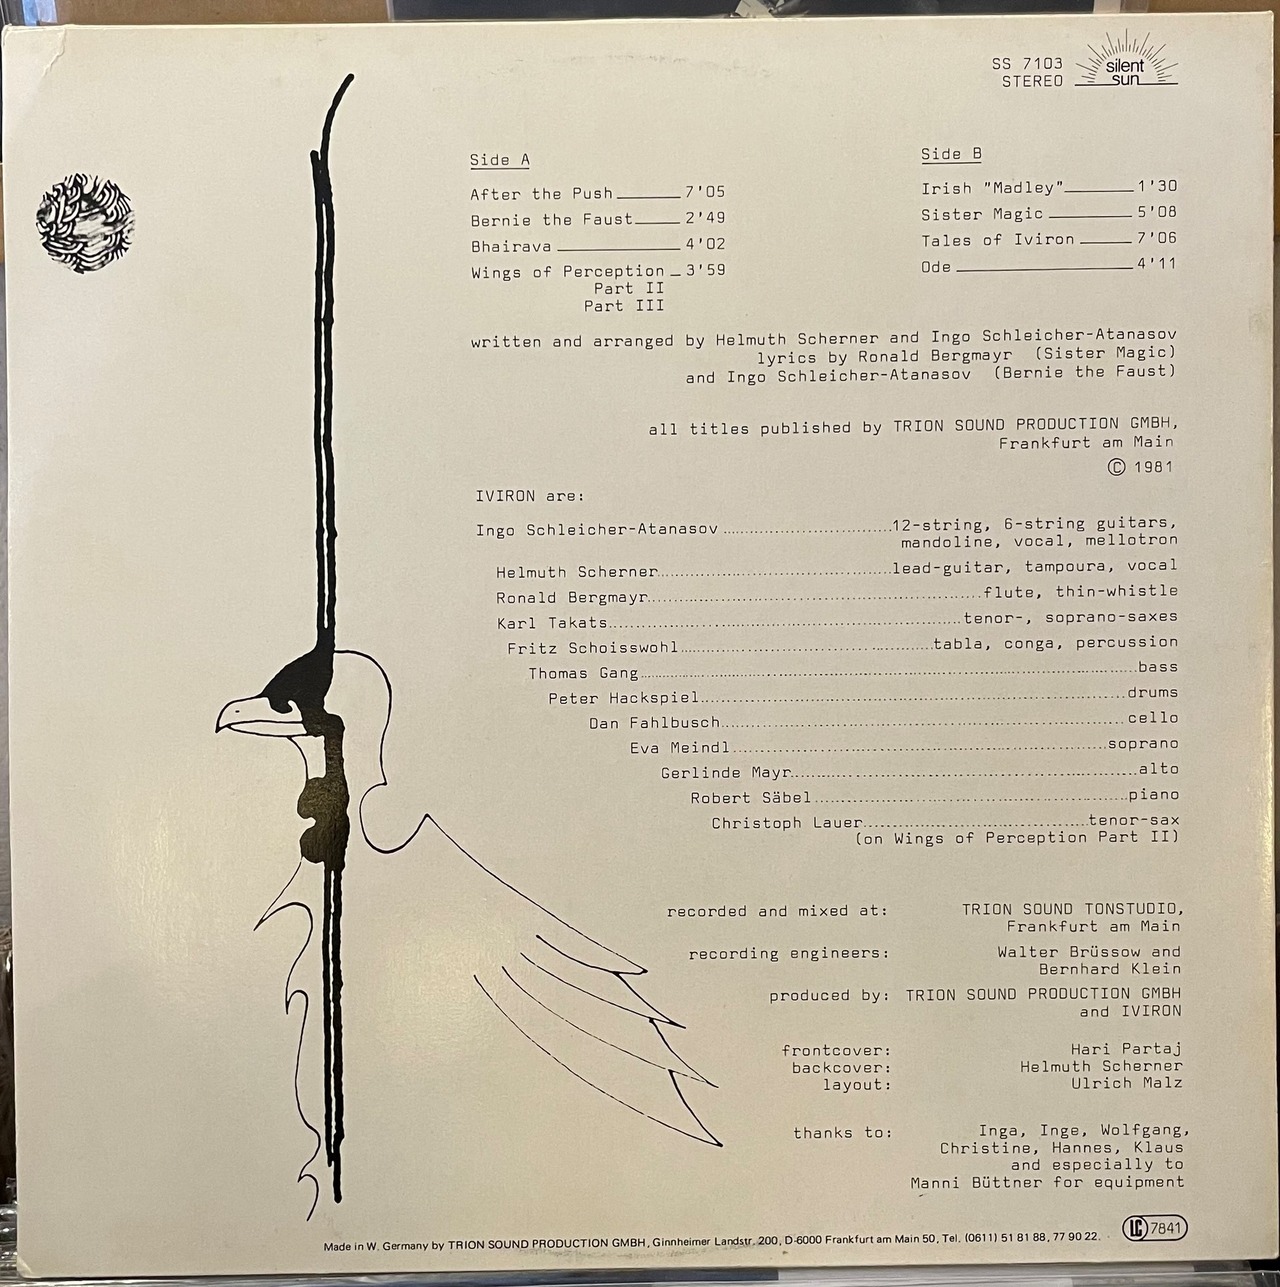 SS 7103
STEREO
silent
sun
Side A
After the Push 7'05
Bernie the Faust 2'49
Bhairava 4'02
Wings of Perception 3'59
Part II
Part III
Side B
Irish "Madley" 1'30
Sister Magic 5'08
Tales of Iviron 7'06
Ode 4'11
written and arranged by Helmuth Scherner and Ingo Schleicher-Atanasov
lyrics by Ronald Bergmayr (Sister Magic)
and Ingo Schleicher-Atanasov (Bernie the Faust)
all titles published by TRION SOUND PRODUCTION GMBH,
Frankfurt am Main
© 1981
IVIRON are:
Ingo Schleicher-Atanasov 12-string, 6-string guitars,
mandoline, vocal, mellotron
Helmuth Scherner lead-guitar, tampoura, vocal
Ronald Bergmayr flute, thin-whistle
Karl Takats tenor-, soprano-saxes
Fritz Schoisswohl tabla, conga, percussion
Thomas Gang bass
Peter Hackspiel drums
Dan Fahlbusch cello
Eva Meindl soprano
Gerlinde Mayr alto
Robert Säbel piano
Christoph Lauer tenor-sax
(on Wings of Perception Part II)
recorded and mixed at: TRION SOUND TONSTUDIO,
Frankfurt am Main
recording engineers: Walter Brüssow and
Bernhard Klein
produced by: TRION SOUND PRODUCTION GMBH
and IVIRON
frontcover: Hari Partaj
backcover: Helmuth Scherner
layout: Ulrich Malz
thanks to: Inga, Inge, Wolfgang,
Christine, Hannes, Klaus
and especially to
Manni Büttner for equipment
LC 7841
Made in W. Germany by TRION SOUND PRODUCTION GMBH, Ginnheimer Landstr. 200, D-6000 Frankfurt am Main 50, Tel. (0611) 51 81 88, 77 90 22.